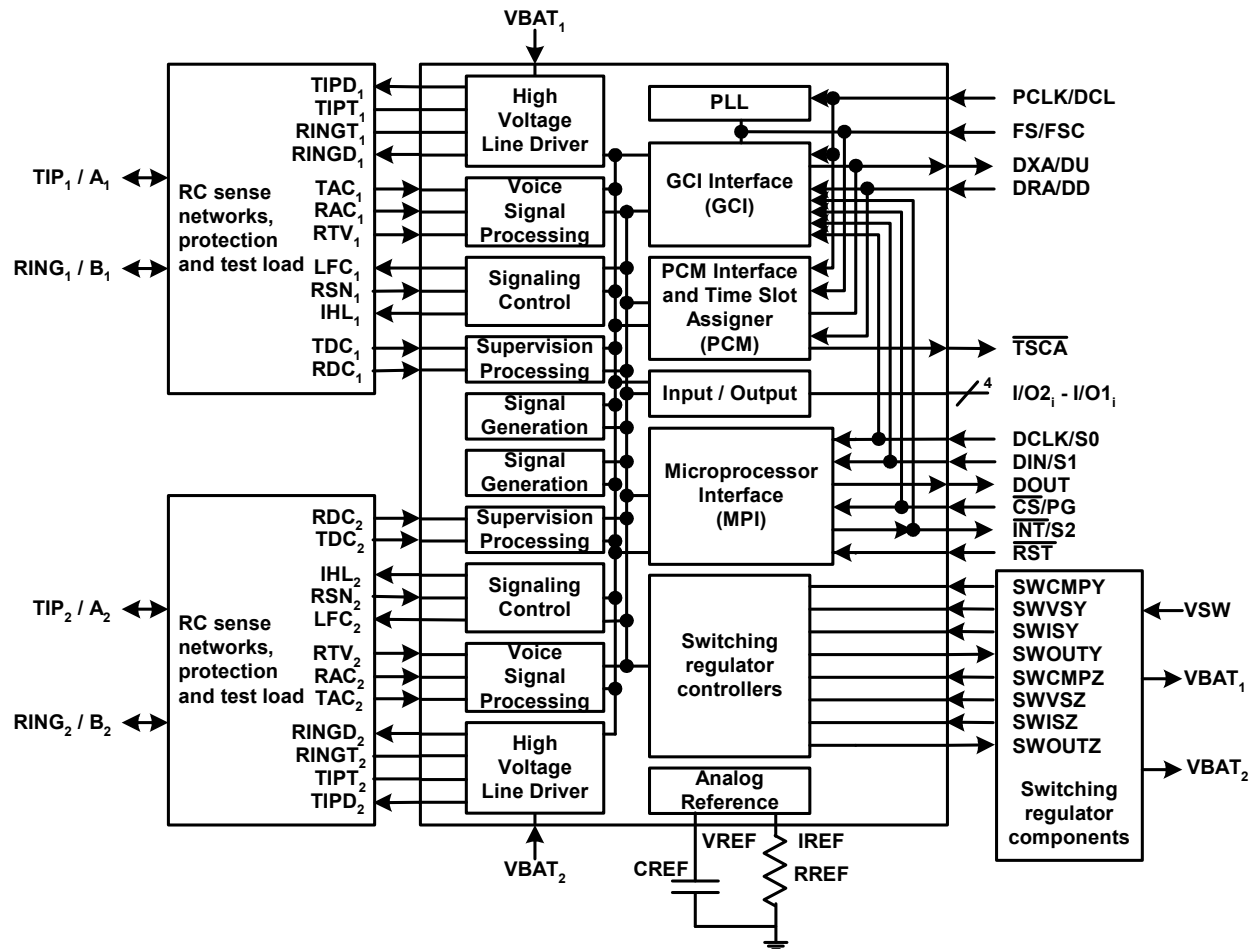 VBAT₁
TIPD₁
TIPT₁
RINGT₁
RINGD₁
TAC₁
RAC₁
RTV₁
LFC₁
RSN₁
IHL₁
TDC₁
RDC₁
TIP₁ / A₁
RING₁ / B₁
RC sense
networks,
protection
and test load
High
Voltage
Line Driver
Voice
Signal
Processing
Signaling
Control
Supervision
Processing
Signal
Generation
Signal
Generation
Supervision
Processing
Signaling
Control
Voice
Signal
Processing
High
Voltage
Line Driver
RDC₂
TDC₂
IHL₂
RSN₂
LFC₂
RTV₂
RAC₂
TAC₂
RINGD₂
RINGT₂
TIPT₂
TIPD₂
TIP₂ / A₂
RING₂ / B₂
RC sense
networks,
protection
and test load
VBAT₂
PLL
GCI Interface
(GCI)
PCM Interface
and Time Slot
Assigner
(PCM)
Input / Output
Microprocessor
Interface
(MPI)
Switching
regulator
controllers
Analog
Reference
VREF
IREF
CREF
RREF
PCLK/DCL
FS/FSC
DXA/DU
DRA/DD
TSCA
4
I/O2ᵢ - I/O1ᵢ
DCLK/S0
DIN/S1
DOUT
CS/PG
INT/S2
RST
SWCMPY
SWVSY
SWISY
SWOUTY
SWCMPZ
SWVSZ
SWISZ
SWOUTZ
Switching
regulator
components
VSW
VBAT₁
VBAT₂